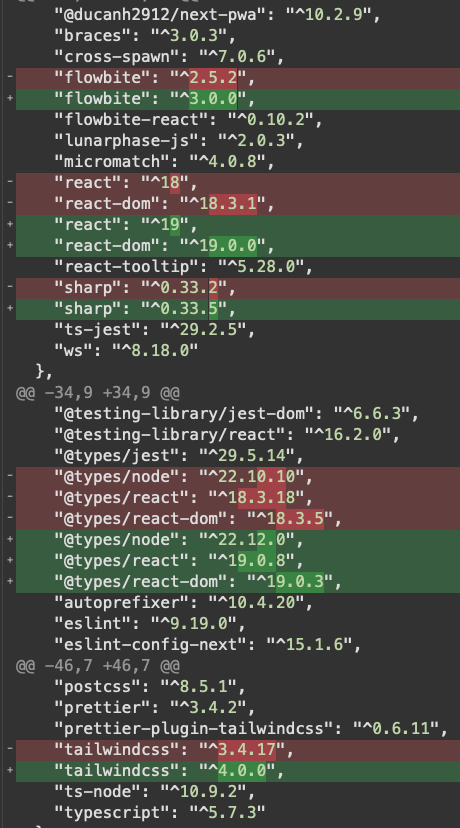 "@ducanh2912/next-pwa": "^10.2.9",
"braces": "^3.0.3",
"cross-spawn": "^7.0.6",
- "flowbite": "^2.5.2",
+ "flowbite": "^3.0.0",
"flowbite-react": "^0.10.2",
"lunarphase-js": "^2.0.3",
"micromatch": "^4.0.8",
- "react": "^18",
- "react-dom": "^18.3.1",
+ "react": "^19",
+ "react-dom": "^19.0.0",
"react-tooltip": "^5.28.0",
- "sharp": "^0.33.2",
+ "sharp": "^0.33.5",
"ts-jest": "^29.2.5",
"ws": "^8.18.0"
},
@@ -34,9 +34,9 @@
"@testing-library/jest-dom": "^6.6.3",
"@testing-library/react": "^16.2.0",
"@types/jest": "^29.5.14",
- "@types/node": "^22.10.10",
- "@types/react": "^18.3.18",
- "@types/react-dom": "^18.3.5",
+ "@types/node": "^22.12.0",
+ "@types/react": "^19.0.8",
+ "@types/react-dom": "^19.0.3",
"autoprefixer": "^10.4.20",
"eslint": "^9.19.0",
"eslint-config-next": "^15.1.6",
@@ -46,7 +46,7 @@
"postcss": "^8.5.1",
"prettier": "^3.4.2",
"prettier-plugin-tailwindcss": "^0.6.11",
- "tailwindcss": "^3.4.17",
+ "tailwindcss": "^4.0.0",
"ts-node": "^10.9.2",
"typescript": "^5.7.3"